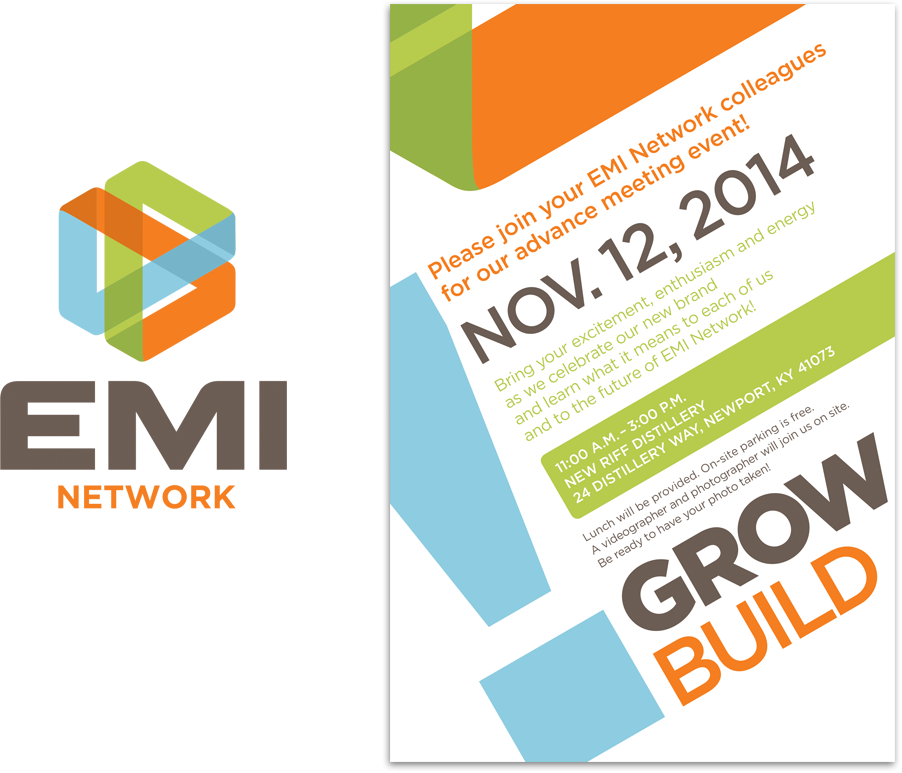 EMI
NETWORK
Please join your EMI Network colleagues
for our advance meeting event!
NOV. 12, 2014
Bring your excitement, enthusiasm and energy
as we celebrate our new brand
and learn what it means to each of us
and to the future of EMI Network!
11:00 A.M. – 3:00 P.M.
NEW RIFF DISTILLERY
24 DISTILLERY WAY, NEWPORT, KY 41073
Lunch will be provided. On-site parking is free.
A videographer and photographer will join us on site.
Be ready to have your photo taken!
GROW
BUILD